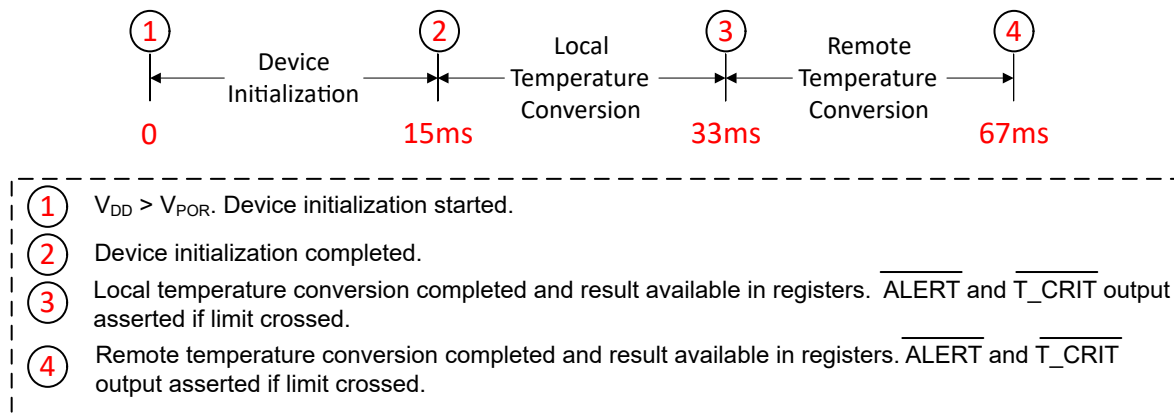 1 2 3 4
Device Initialization
Local Temperature Conversion
Remote Temperature Conversion
0 15ms 33ms 67ms
1 VDD > VPOR. Device initialization started.
2 Device initialization completed.
3 Local temperature conversion completed and result available in registers. ALERT and T_CRIT output
asserted if limit crossed.
4 Remote temperature conversion completed and result available in registers. ALERT and T_CRIT
output asserted if limit crossed.